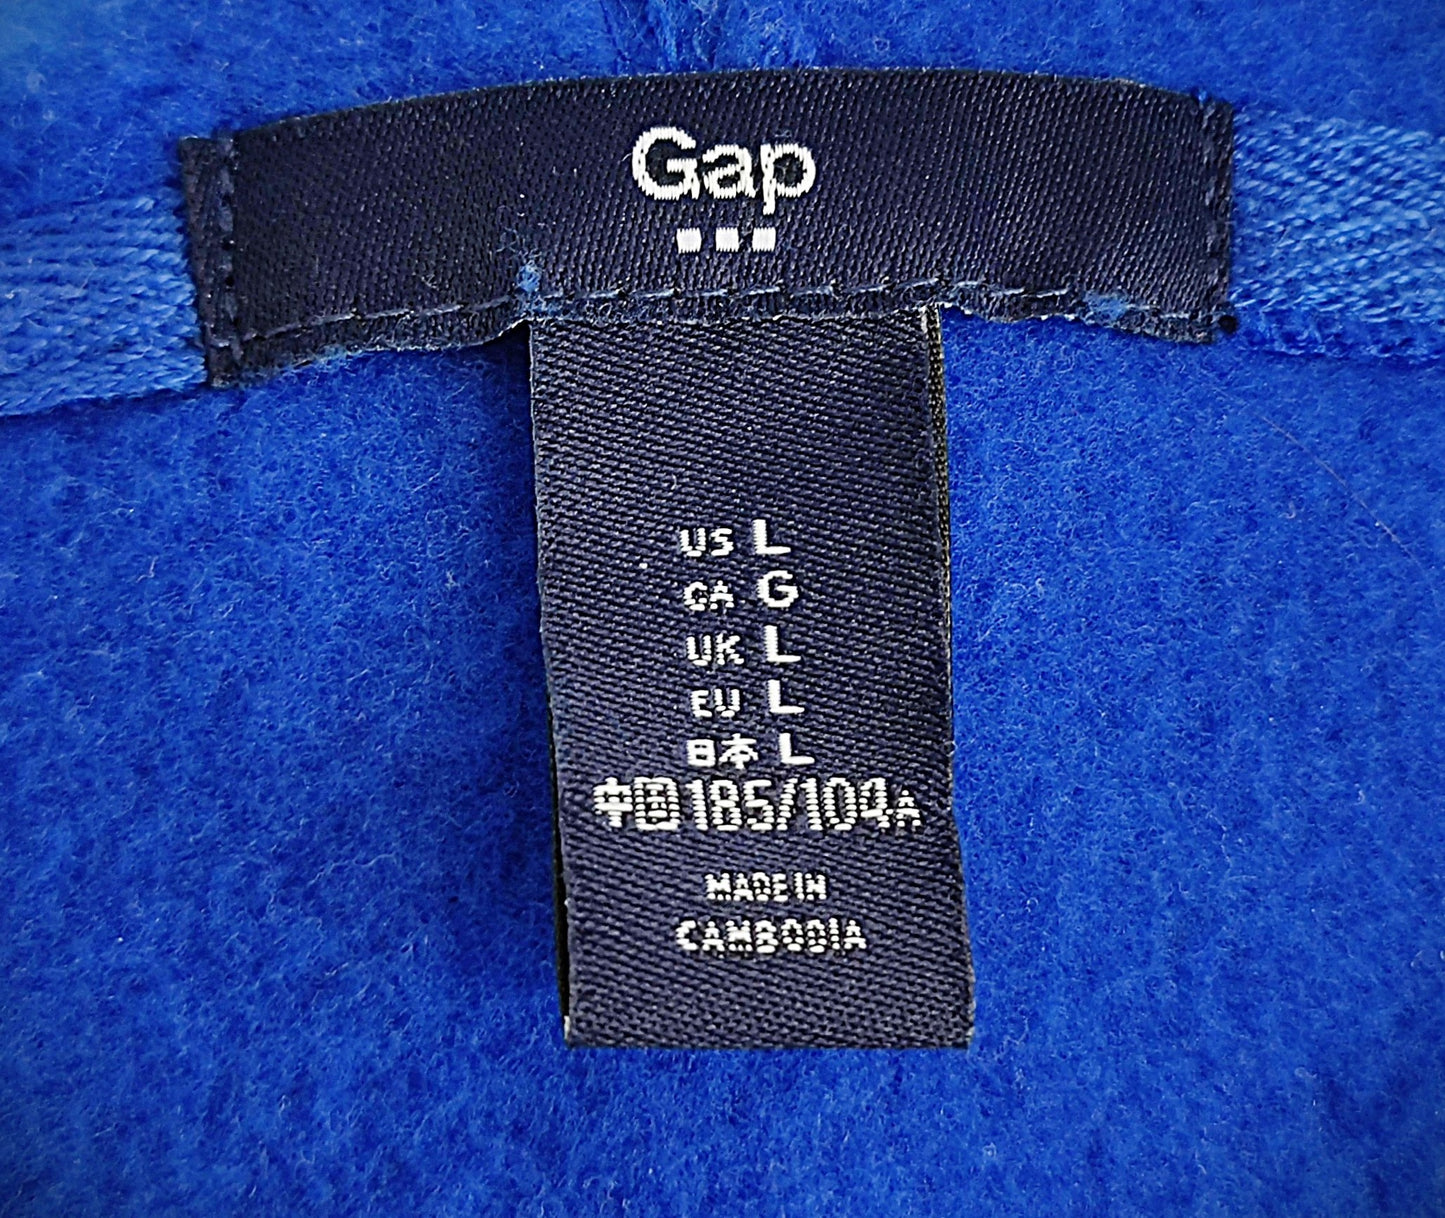 Gap
US L
CA G
UK L
EU L
日本 L
中国 185/104A
MADE IN
CAMBODIA